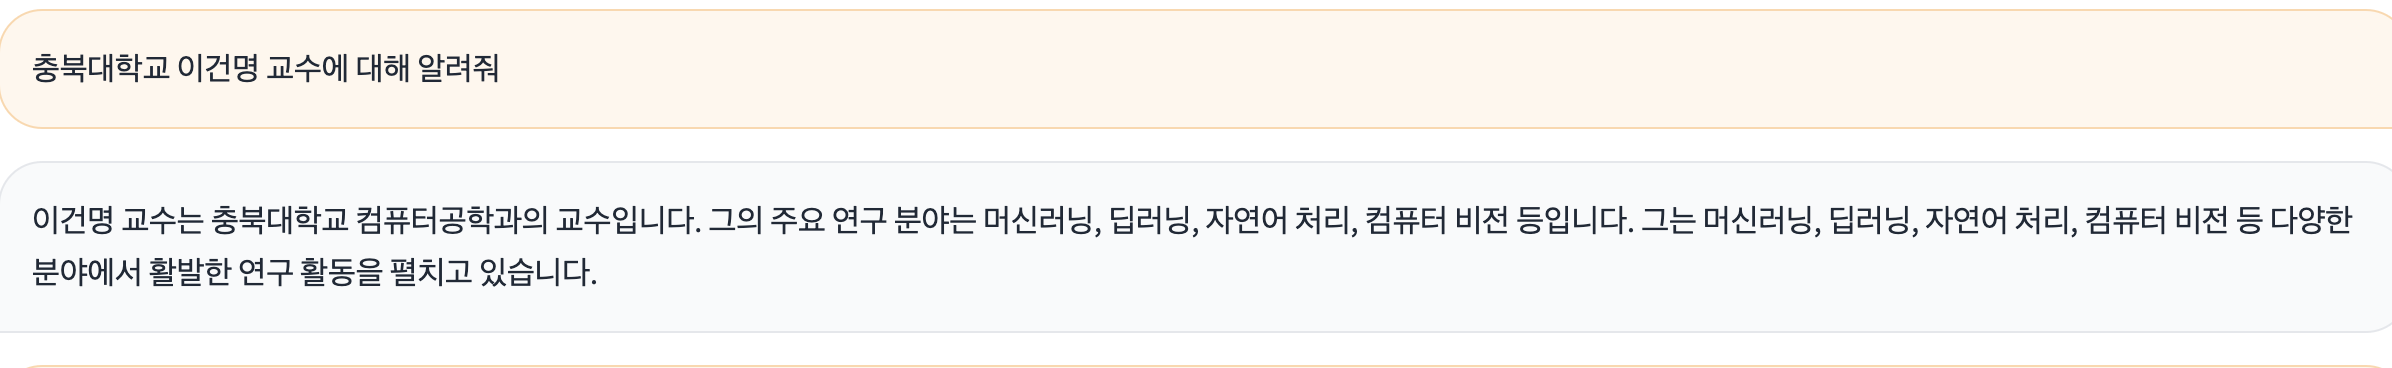 충북대학교 이건명 교수에 대해 알려줘
이건명 교수는 충북대학교 컴퓨터공학과의 교수입니다. 그의 주요 연구 분야는 머신러닝, 딥러닝, 자연어 처리, 컴퓨터 비전 등입니다. 그는 머신러닝, 딥러닝, 자연어 처리, 컴퓨터 비전 등 다양한
분야에서 활발한 연구 활동을 펼치고 있습니다.